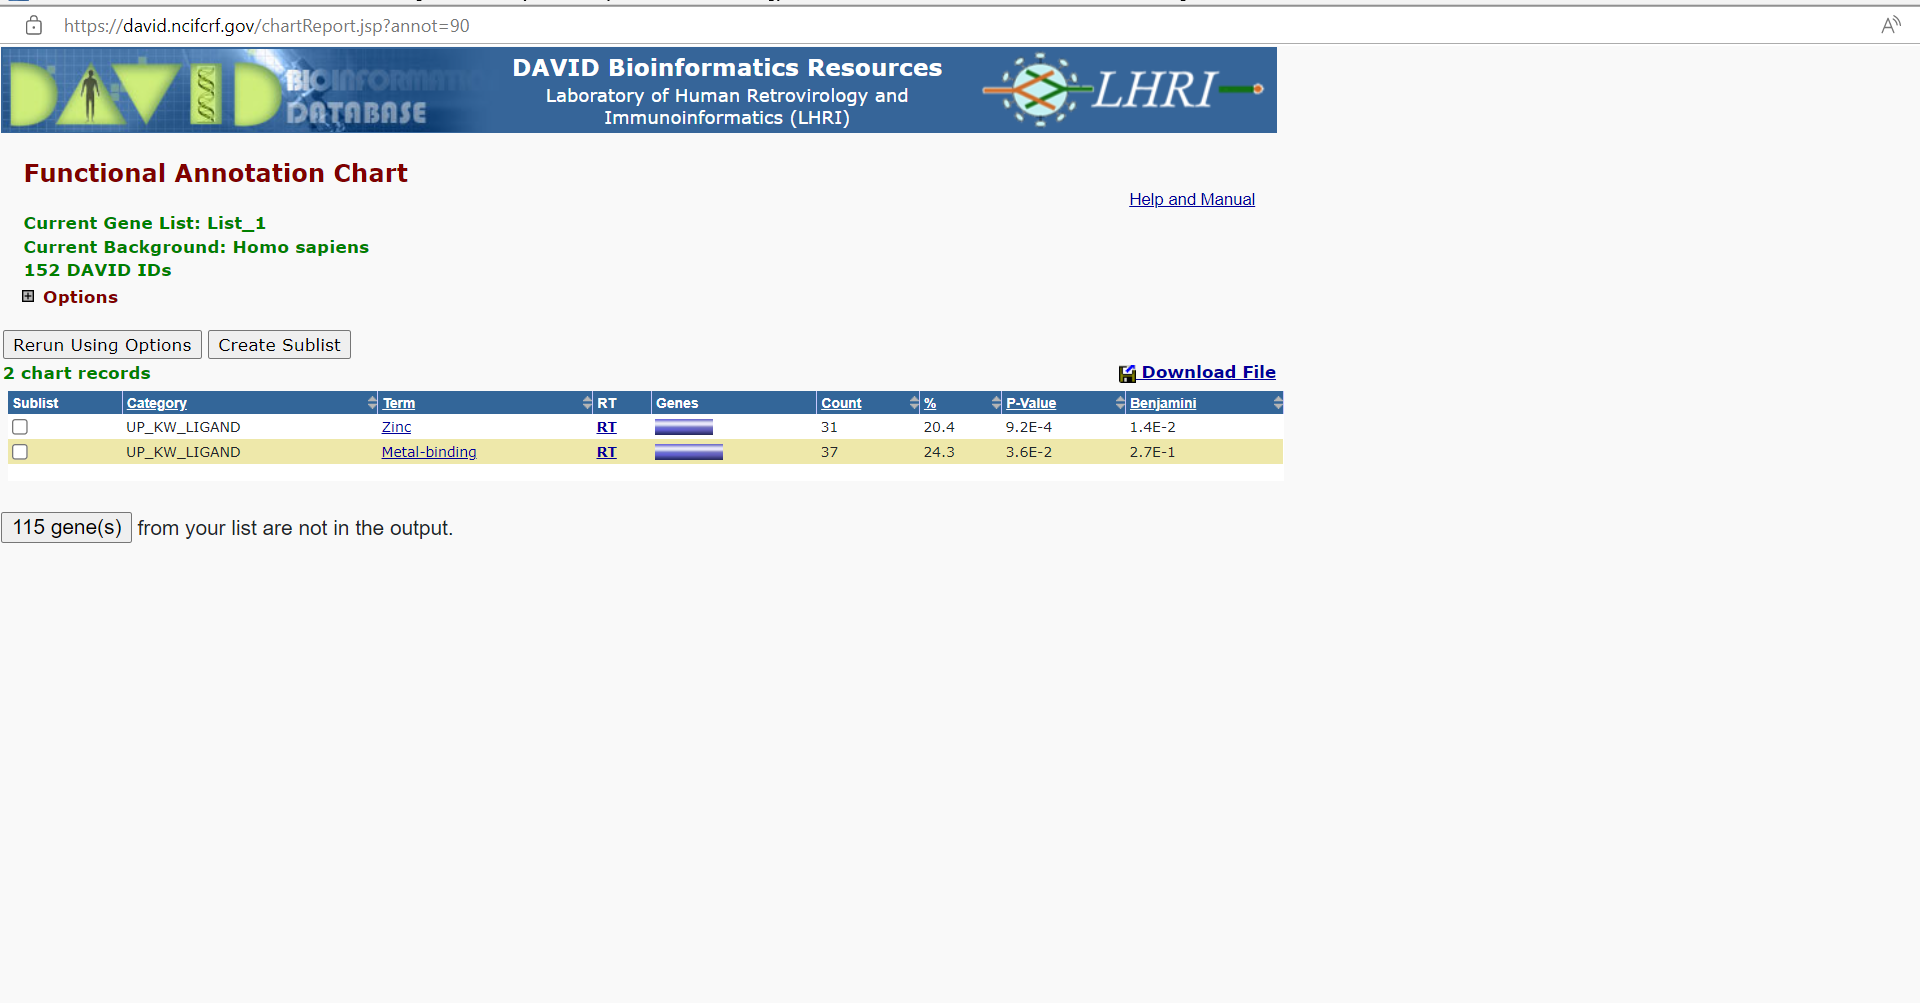 https://david.ncifcrf.gov/chartReport.jsp?annot=90
DAVID BIOINFORMATICS
DATABASE
DAVID Bioinformatics Resources
Laboratory of Human Retrovirology and
Immunoinformatics (LHRI)
LHRI
Functional Annotation Chart
Help and Manual
Current Gene List: List_1
Current Background: Homo sapiens
152 DAVID IDs
Options
Rerun Using Options Create Sublist
2 chart records Download File
Sublist Category Term RT Genes Count % P-Value Benjamini
UP_KW_LIGAND Zinc RT 31 20.4 9.2E-4 1.4E-2
UP_KW_LIGAND Metal-binding RT 37 24.3 3.6E-2 2.7E-1
115 gene(s) from your list are not in the output.